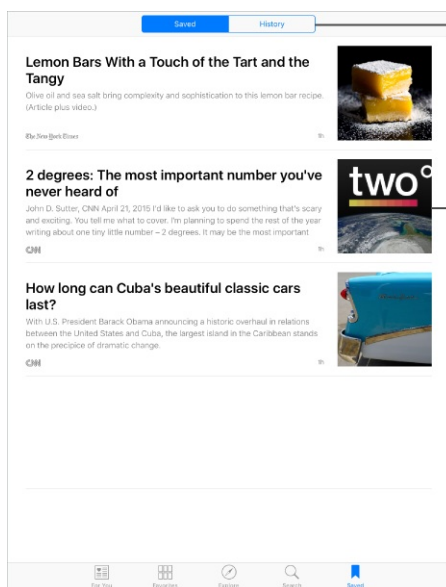 Saved
History
Lemon Bars With a Touch of the Tart and the
Tangy
Olive oil and sea salt bring complexity and sophistication to this lemon bar recipe.
(Article plus video.)
The New York Times
1h
2 degrees: The most important number you've
never heard of
two°
John D. Sutter, CNN April 21, 2015 I'd like to ask you to do something that's scary
and exciting. You tell me what to cover. I'm planning to spend the rest of the year
writing about one tiny little number – 2 degrees. It may be the most important
CNN
1h
How long can Cuba's beautiful classic cars
last?
With U.S. President Barack Obama announcing a historic overhaul in relations
between the United States and Cuba, the largest island in the Caribbean stands
on the precipice of dramatic change.
CNN
1h
For You
Favorites
Explore
Search
Saved